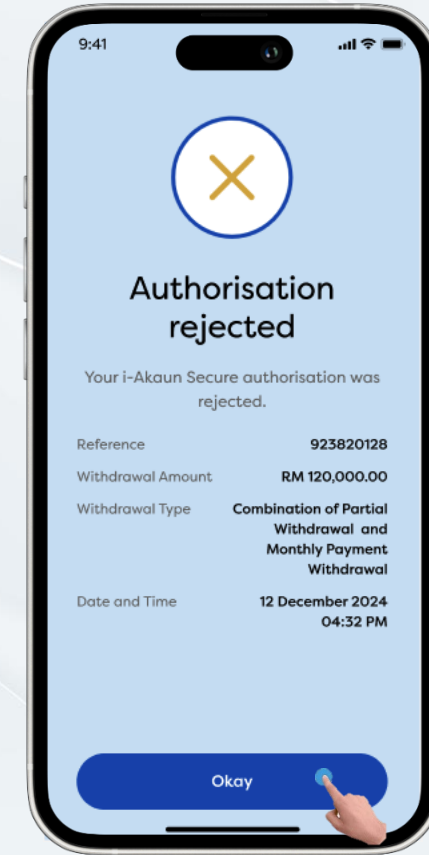 9:41
Authorisation
rejected
Your i-Akaun Secure authorisation was
rejected.
Reference 923820128
Withdrawal Amount RM 120,000.00
Withdrawal Type Combination of Partial
Withdrawal and
Monthly Payment
Withdrawal
Date and Time 12 December 2024
04:32 PM
Okay